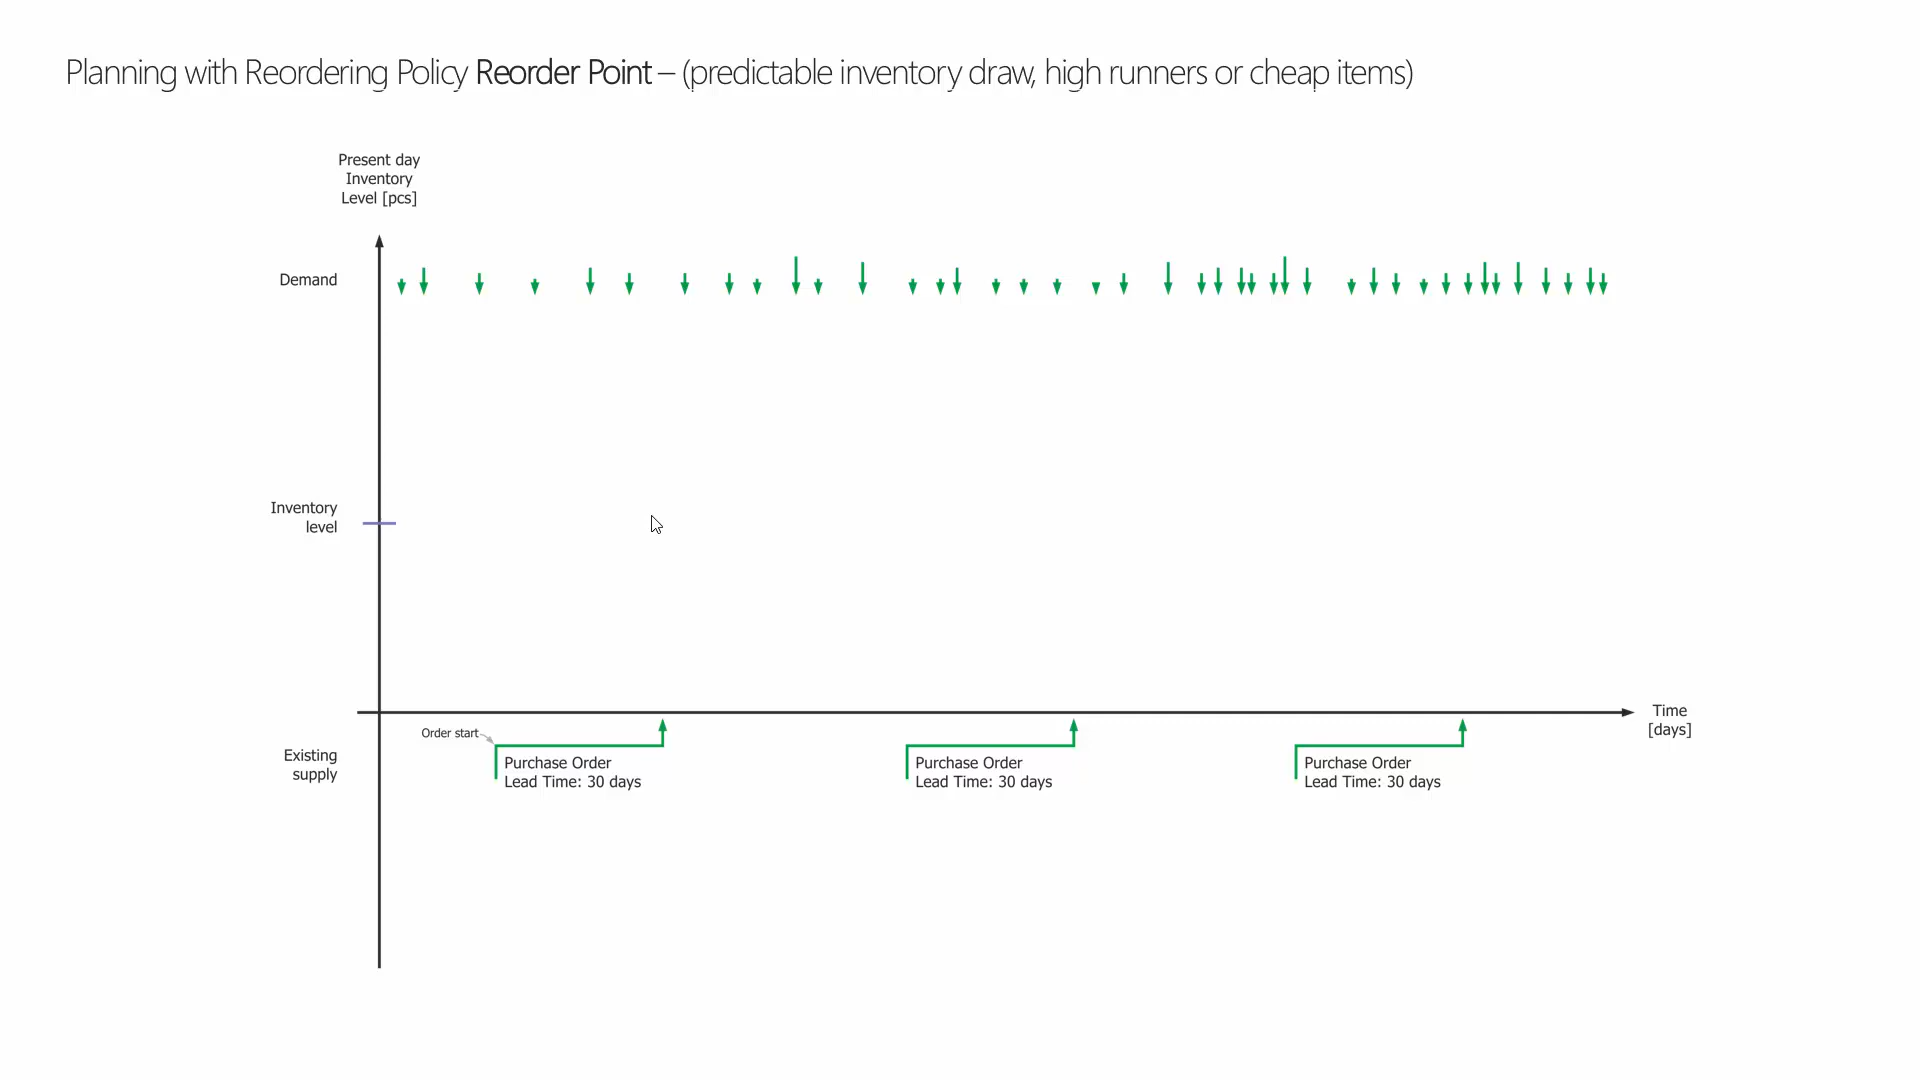 Planning with Reordering Policy Reorder Point – (predictable inventory draw, high runners or cheap items)
Present day
Inventory
Level [pcs]
Demand
Inventory
level
Time
[days]
Order start
Existing
supply
Purchase Order
Lead Time: 30 days
Purchase Order
Lead Time: 30 days
Purchase Order
Lead Time: 30 days